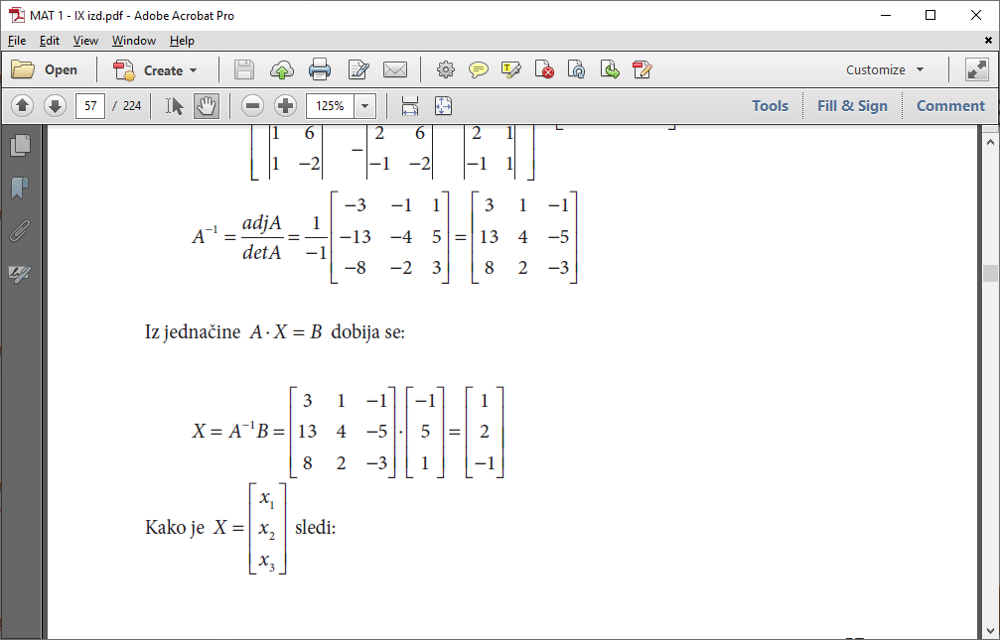 MAT 1 - IX izd.pdf - Adobe Acrobat Pro
File Edit View Window Help
Open Create Customize
57 / 224 125% Tools Fill & Sign Comment
1 6 2 6 2 1
1 −2 − −1 −2 −1 1
−3 −1 1 3 1 −1
A⁻¹ = adjA/detA = 1/−1 −13 −4 5 = 13 4 −5
−8 −2 3 8 2 −3
Iz jednačine A · X = B dobija se:
3 1 −1 −1 1
X = A⁻¹B = 13 4 −5 · 5 = 2
8 2 −3 1 −1
x₁
Kako je X = x₂ sledi:
x₃